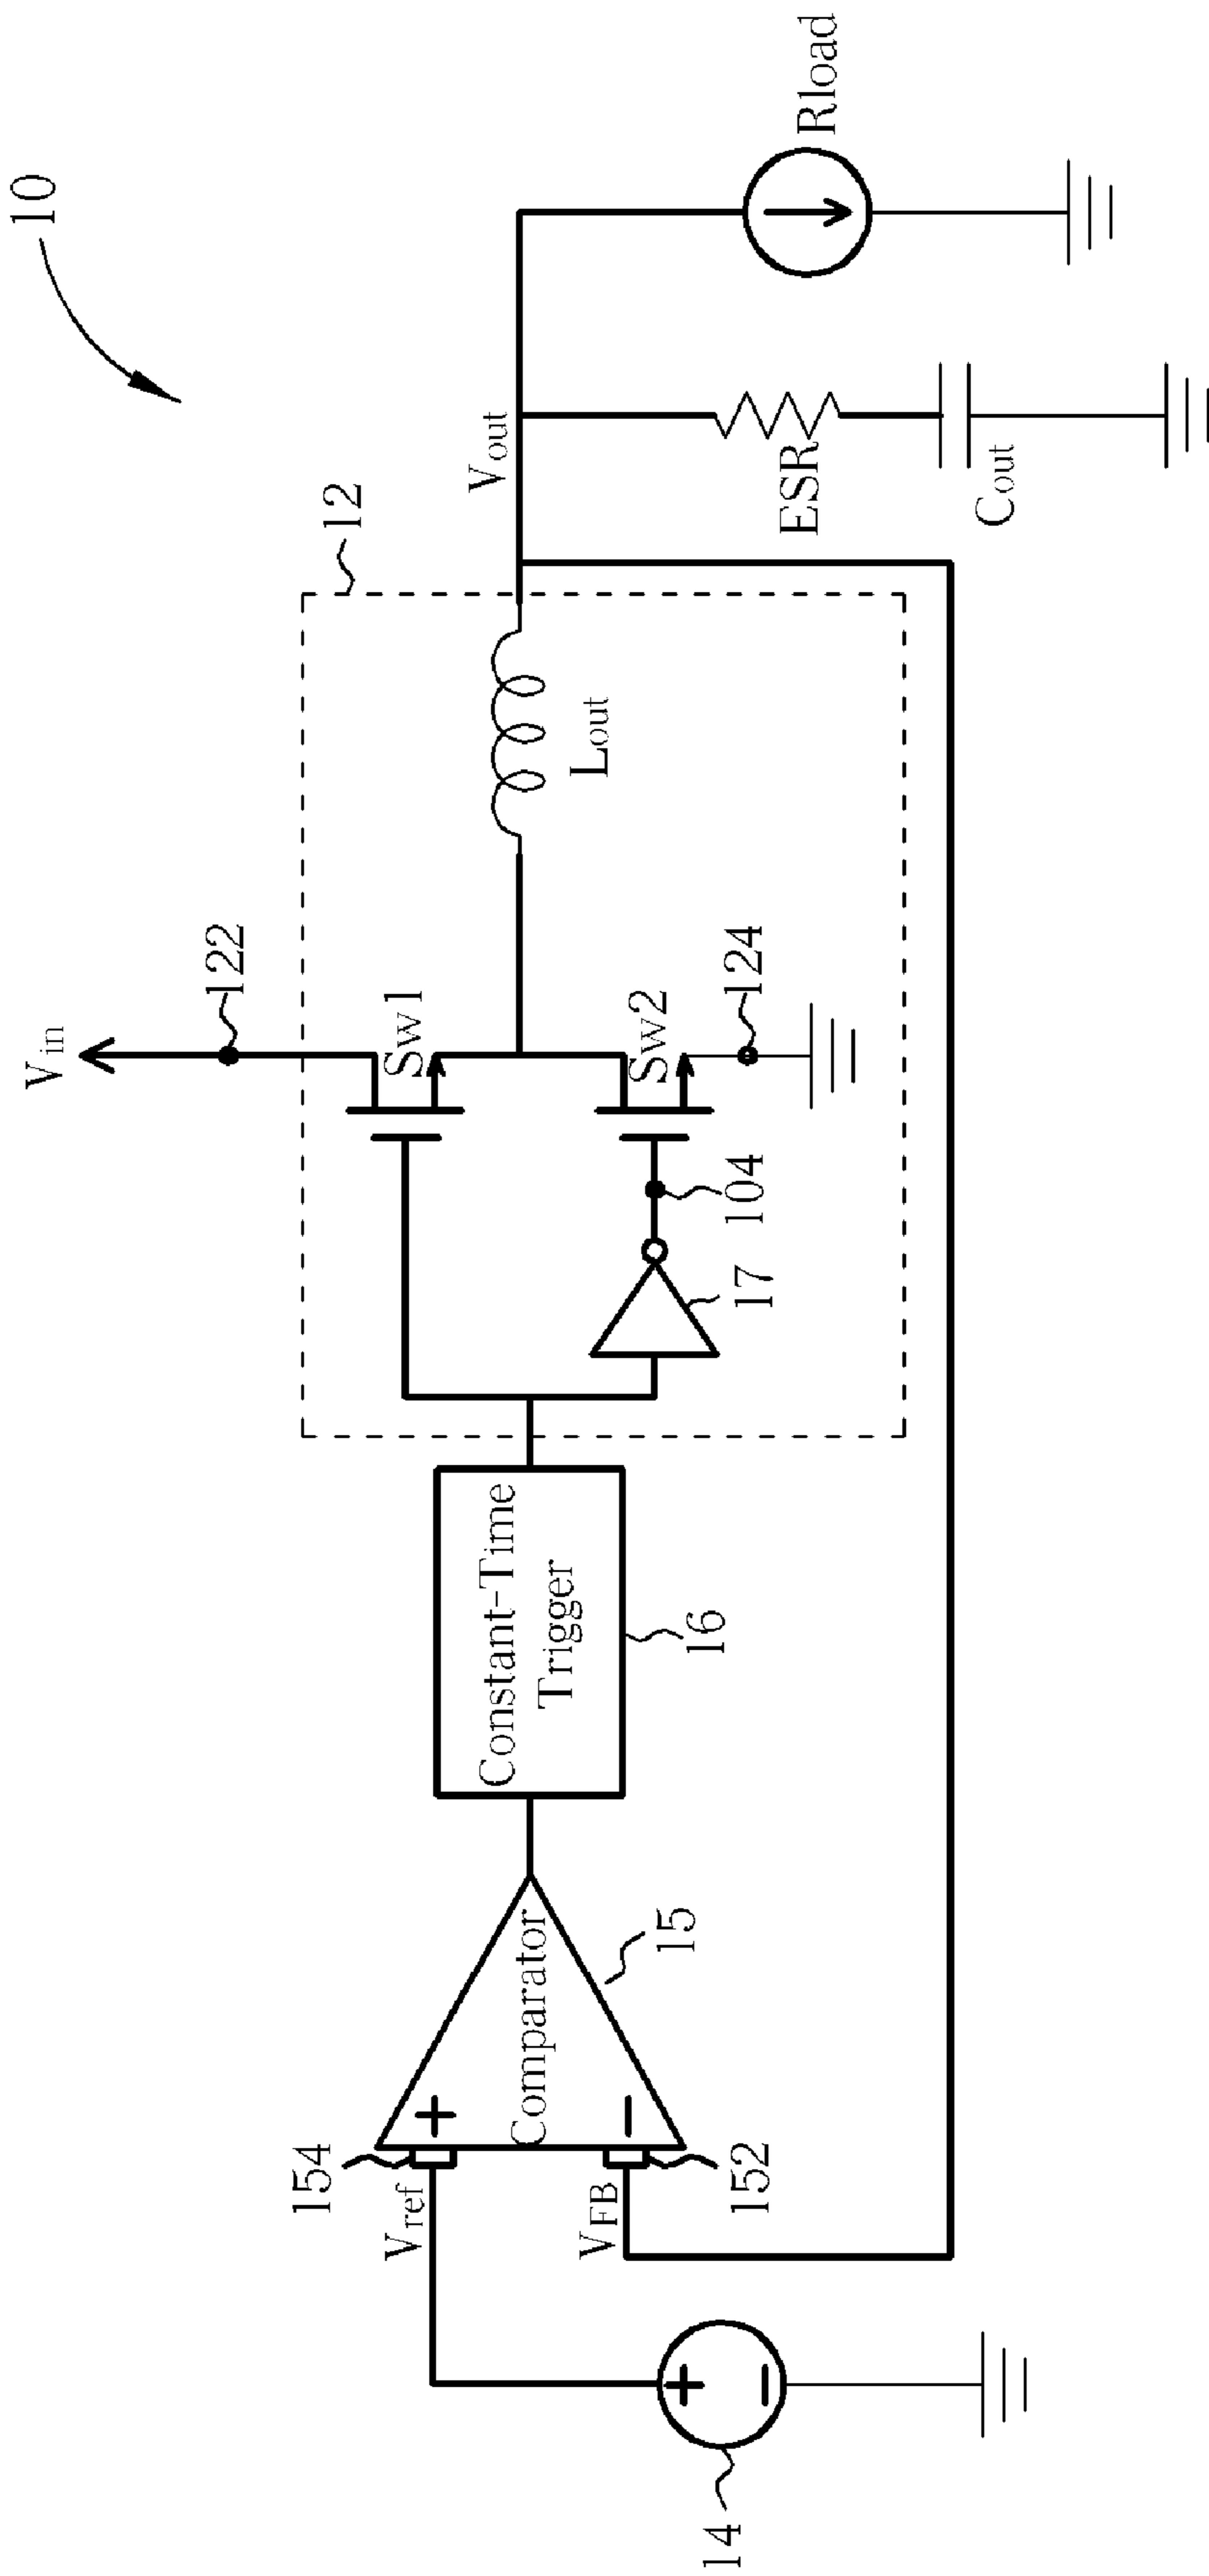 10
Vin
122
12
Sw1
Vout
Rload
154
Vref
+
Comparator
Constant-Time
Trigger
Lout
Sw2
ESR
VFB
−
152
15
16
17
104
124
Cout
+
−
14